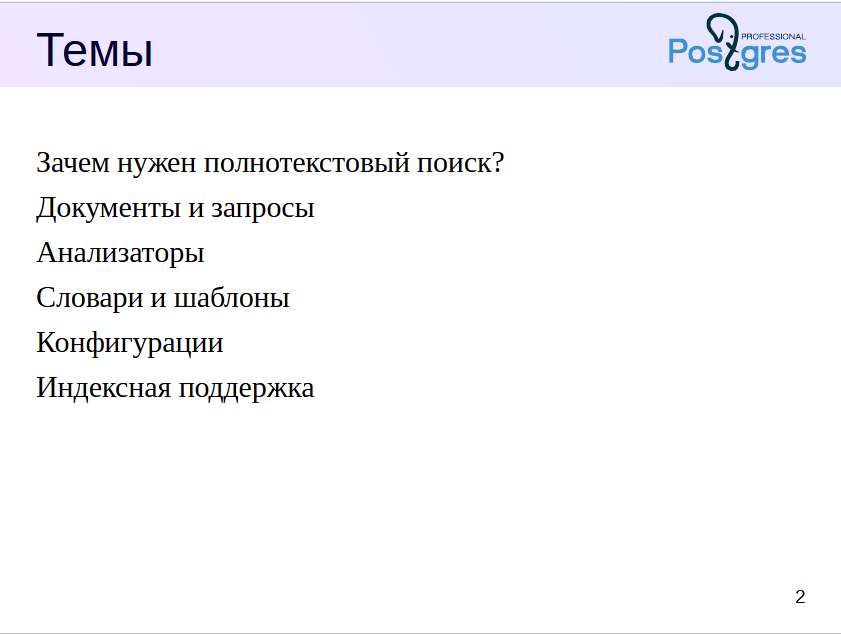 Темы
PROFESSIONAL
Postgres
Зачем нужен полнотекстовый поиск?
Документы и запросы
Анализаторы
Словари и шаблоны
Конфигурации
Индексная поддержка
2